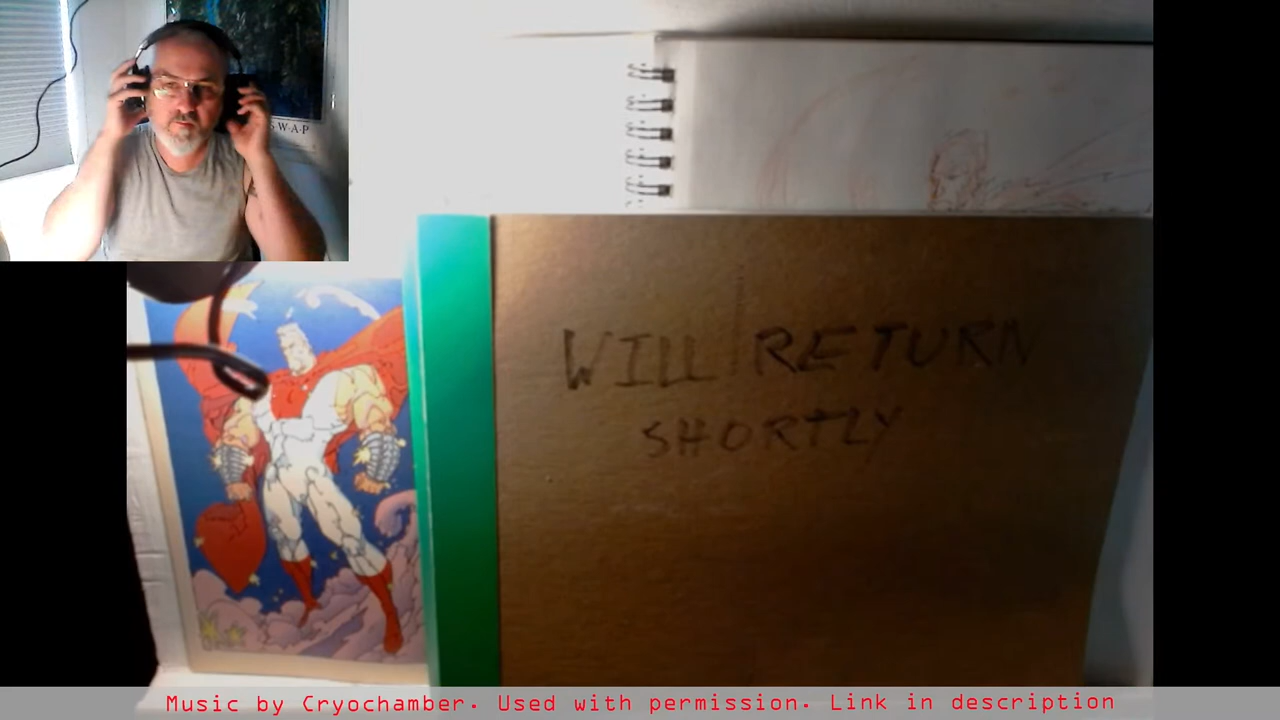 S·W·A·P
WILL RETURN
SHORTLY
Music by Cryochamber. Used with permission. Link in description